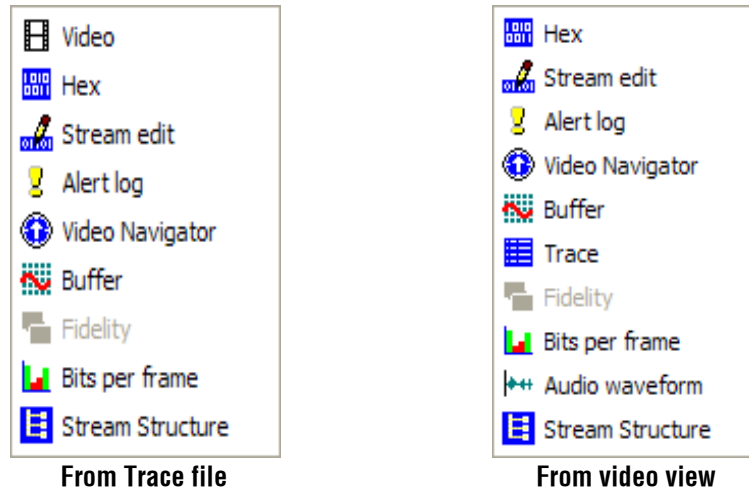 Video
Hex
Stream edit
Alert log
Video Navigator
Buffer
Fidelity
Bits per frame
Stream Structure
From Trace file
Hex
Stream edit
Alert log
Video Navigator
Buffer
Trace
Fidelity
Bits per frame
Audio waveform
Stream Structure
From video view